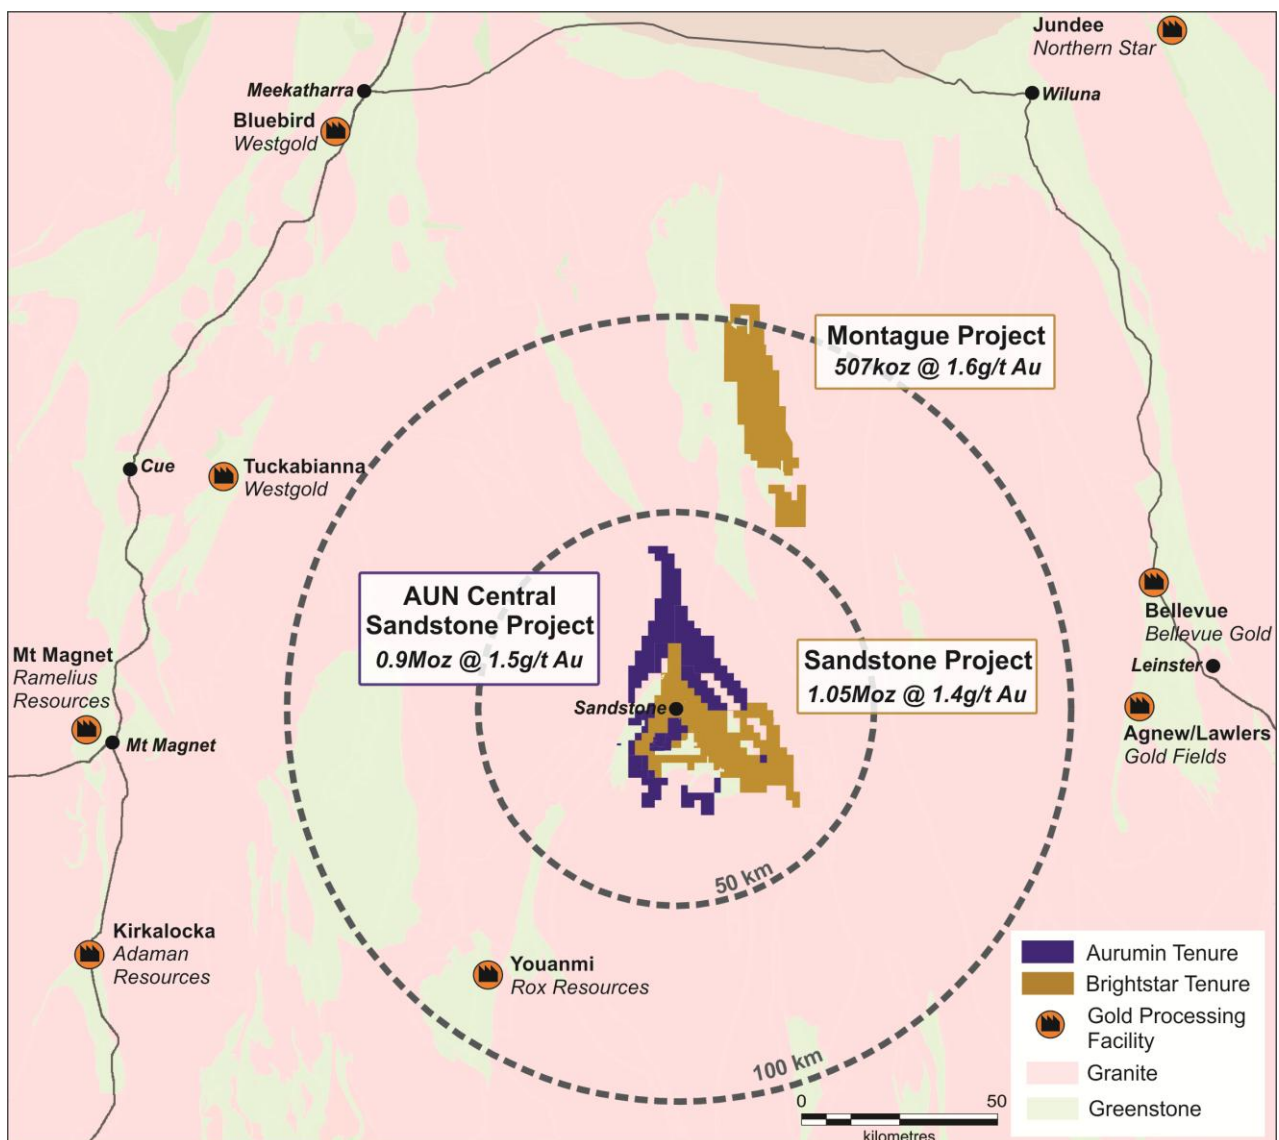 Jundee
Northern Star
Meekatharra
Wiluna
Bluebird
Westgold
Montague Project
507koz @ 1.6g/t Au
Cue
Tuckabianna
Westgold
AUN Central
Sandstone Project
0.9Moz @ 1.5g/t Au
Bellevue
Bellevue Gold
Mt Magnet
Ramelius
Resources
Sandstone Project
1.05Moz @ 1.4g/t Au
Leinster
Sandstone
Mt Magnet
Agnew/Lawlers
Gold Fields
50 km
Kirkalocka
Adaman
Resources
Youanmi
Rox Resources
100 km
Aurumin Tenure
Brightstar Tenure
Gold Processing
Facility
Granite
Greenstone
0 50
kilometres